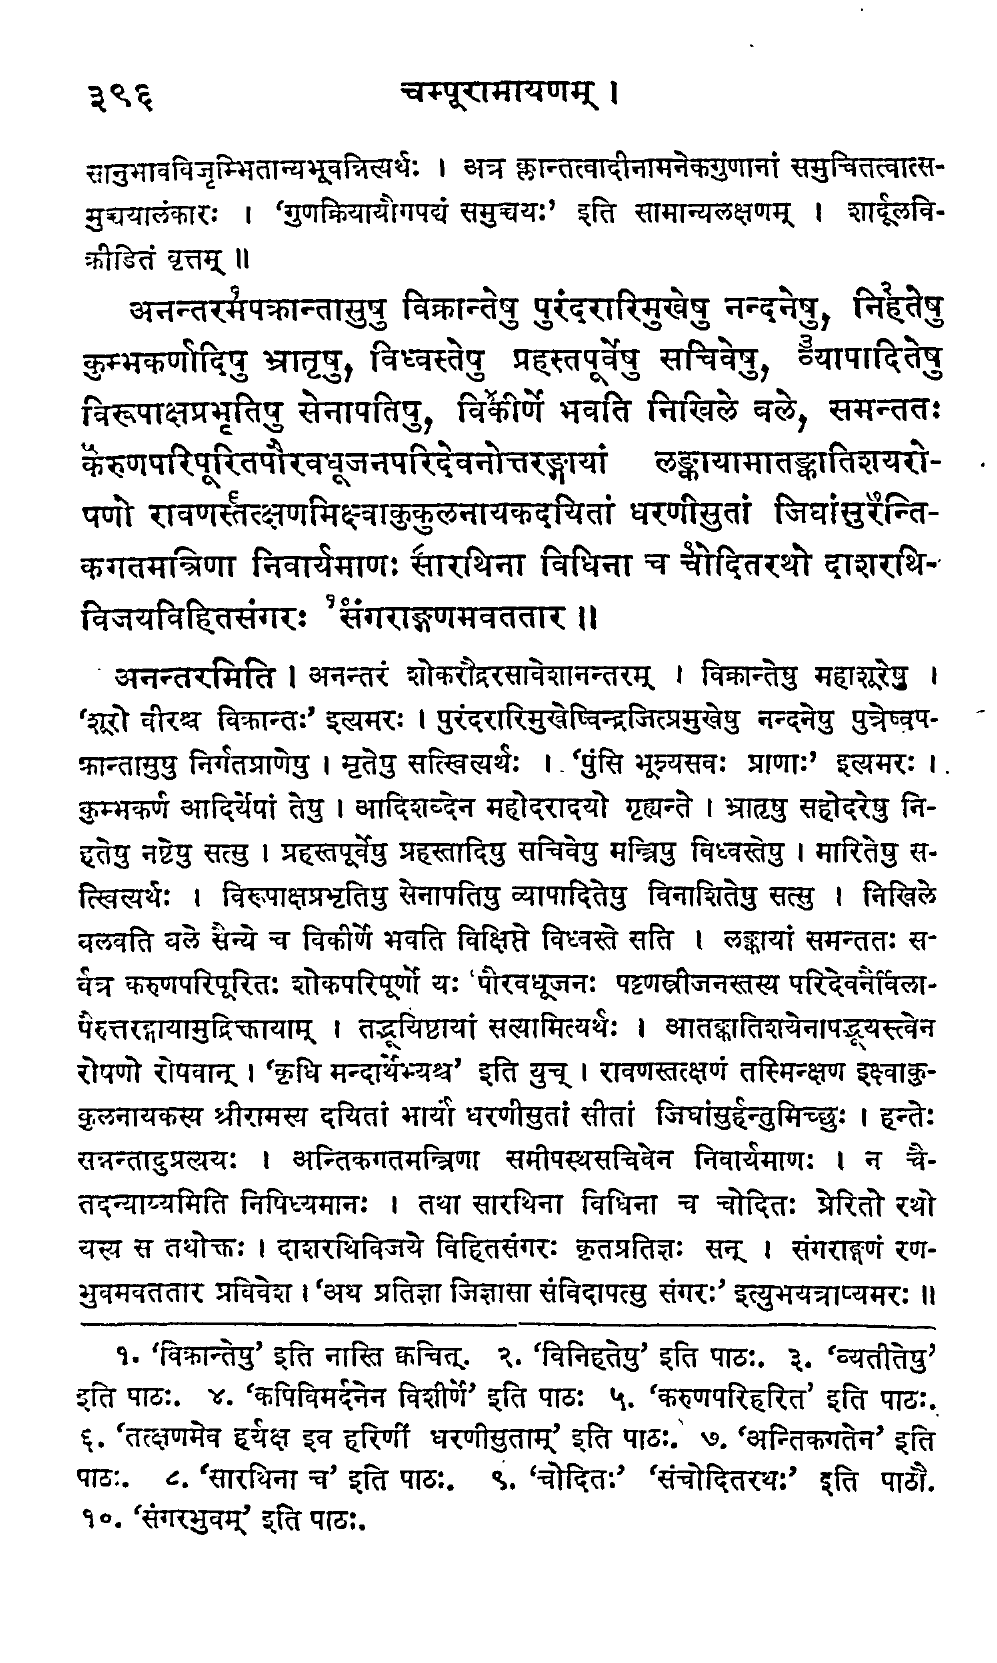 ३९६ चम्पूरामायणम् ।
सानुभावविजृम्भितान्यभूवन्नित्यर्थः । अत्र क्लान्तत्वादीनामनेकगुणानां समुचितत्वात्स-
मुच्चयालंकारः । ‘गुणक्रियायौगपद्यं समुच्चयः’ इति सामान्यलक्षणम् । शार्दूलवि-
क्रीडितं वृत्तम् ॥
अनन्तरमपक्रान्तासुषु विक्रान्तेषु पुरंदरारिमुखेषु नन्दनेषु, निहतेषु
कुम्भकर्णादिषु भ्रातृषु, विध्वस्तेषु प्रहस्तपूर्वेषु सचिवेषु, व्यापादितेषु
विरूपाक्षप्रभृतिषु सेनापतिषु, विकीर्णे भवति निखिले बले, समन्ततः
करुणपरिपूरितपौरवधूजनपरिदेवनोत्तरङ्गायां लङ्कायामातङ्कातिशयरो-
पणो रावणस्तत्क्षणमिक्ष्वाकुकुलनायकदयितां धरणीसुतां जिघांसुरन्ति-
कगतमन्त्रिणा निवार्यमाणः सारथिना विधिना च चोदितरथो दाशरथि-
विजयविहितसंगरः संगराङ्गणमवततार ॥
अनन्तरमिति । अनन्तरं शोकरौद्ररसावेशानन्तरम् । विक्रान्तेषु महाशूरेषु ।
‘शूरो वीरश्च विक्रान्तः’ इत्यमरः । पुरंदरारिमुखेष्विन्द्रजित्प्रमुखेषु नन्दनेषु पुत्रेष्वप-
क्रान्तासुषु निर्गतप्राणेषु । मृतेषु सत्स्वित्यर्थः । ‘पुंसि भूम्न्यसवः प्राणाः’ इत्यमरः ।
कुम्भकर्ण आदिर्येषां तेषु । आदिशब्देन महोदरादयो गृह्यन्ते । भ्रातृषु सहोदरेषु नि-
हतेषु नष्टेषु सत्सु । प्रहस्तपूर्वेषु प्रहस्तादिषु सचिवेषु मन्त्रिषु विध्वस्तेषु । मारितेषु स-
त्स्वित्यर्थः । विरूपाक्षप्रभृतिषु सेनापतिषु व्यापादितेषु विनाशितेषु सत्सु । निखिले
बलवति बले सैन्ये च विकीर्णे भवति विक्षिप्ते विध्वस्ते सति । लङ्कायां समन्ततः स-
र्वत्र करुणपरिपूरितः शोकपरिपूर्णो यः पौरवधूजनः पट्टणस्त्रीजनस्तस्य परिदेवनैर्विला-
पैरुत्तरङ्गायामुद्रिक्तायाम् । तद्भूयिष्टायां सत्यामित्यर्थः । आतङ्कातिशयेनापद्भूयस्त्वेन
रोपणो रोपवान् । ‘क्रुधि मन्दार्थेभ्यश्च’ इति युच् । रावणस्तत्क्षणं तस्मिन्क्षण इक्ष्वाकु-
कुलनायकस्य श्रीरामस्य दयितां भार्यां धरणीसुतां सीतां जिघांसुर्हन्तुमिच्छुः । हन्तेः
सन्नन्तादुप्रत्ययः । अन्तिकगतमन्त्रिणा समीपस्थसचिवेन निवार्यमाणः । न चै-
तदन्याय्यमिति निषिध्यमानः । तथा सारथिना विधिना च चोदितः प्रेरितो रथो
यस्य स तथोक्तः । दाशरथिविजये विहितसंगरः कृतप्रतिज्ञः सन् । संगराङ्गणं रण-
भुवमवततार प्रविवेश । ‘अथ प्रतिज्ञा जिज्ञासा संविदापत्सु संगरः’ इत्युभयत्राप्यमरः ॥
१. ‘विक्रान्तेषु’ इति नास्ति क्वचित्. २. ‘विनिहतेषु’ इति पाठः. ३. ‘व्यतीतेषु’
इति पाठः. ४. ‘कपिविमर्दनेन विशीर्णे’ इति पाठः ५. ‘करुणपरिहरित’ इति पाठः.
६. ‘तत्क्षणमेव हर्यक्ष इव हरिणीं धरणीसुताम्’ इति पाठः. ७. ‘अन्तिकगतेन’ इति
पाठः. ८. ‘सारथिना च’ इति पाठः. ९. ‘चोदितः’ ‘संचोदितरथः’ इति पाठौ.
१०. ‘संगरभुवम्’ इति पाठः.